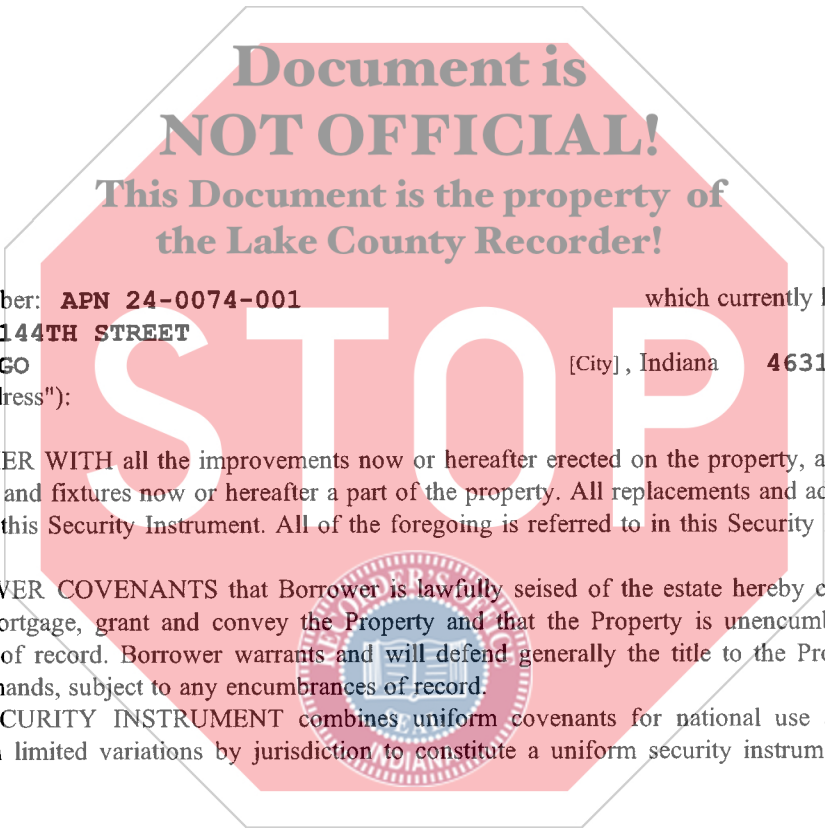 Document is
NOT OFFICIAL!
This Document is the property of
the Lake County Recorder!
ber: APN 24-0074-001 which currently
144TH STREET
GO [City] , Indiana 4631
ress"):
STOP
ER WITH all the improvements now or hereafter erected on the property, a
and fixtures now or hereafter a part of the property. All replacements and ad
this Security Instrument. All of the foregoing is referred to in this Security
VER COVENANTS that Borrower is lawfully seised of the estate hereby c
ortgage, grant and convey the Property and that the Property is unencumb
of record. Borrower warrants and will defend generally the title to the Pro
ands, subject to any encumbrances of record.
CURITY INSTRUMENT combines uniform covenants for national use
limited variations by jurisdiction to constitute a uniform security instrum
RECORDER'S OFFICE
SEAL
INDIANA